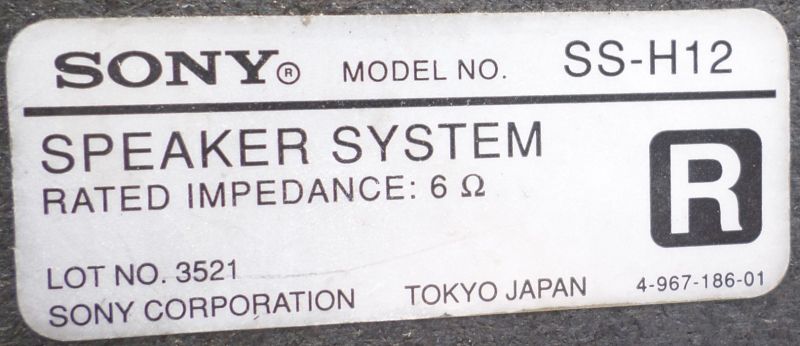 SONY® MODEL NO. SS-H12
SPEAKER SYSTEM
RATED IMPEDANCE: 6 Ω
R
LOT NO. 3521
SONY CORPORATION TOKYO JAPAN 4-967-186-01